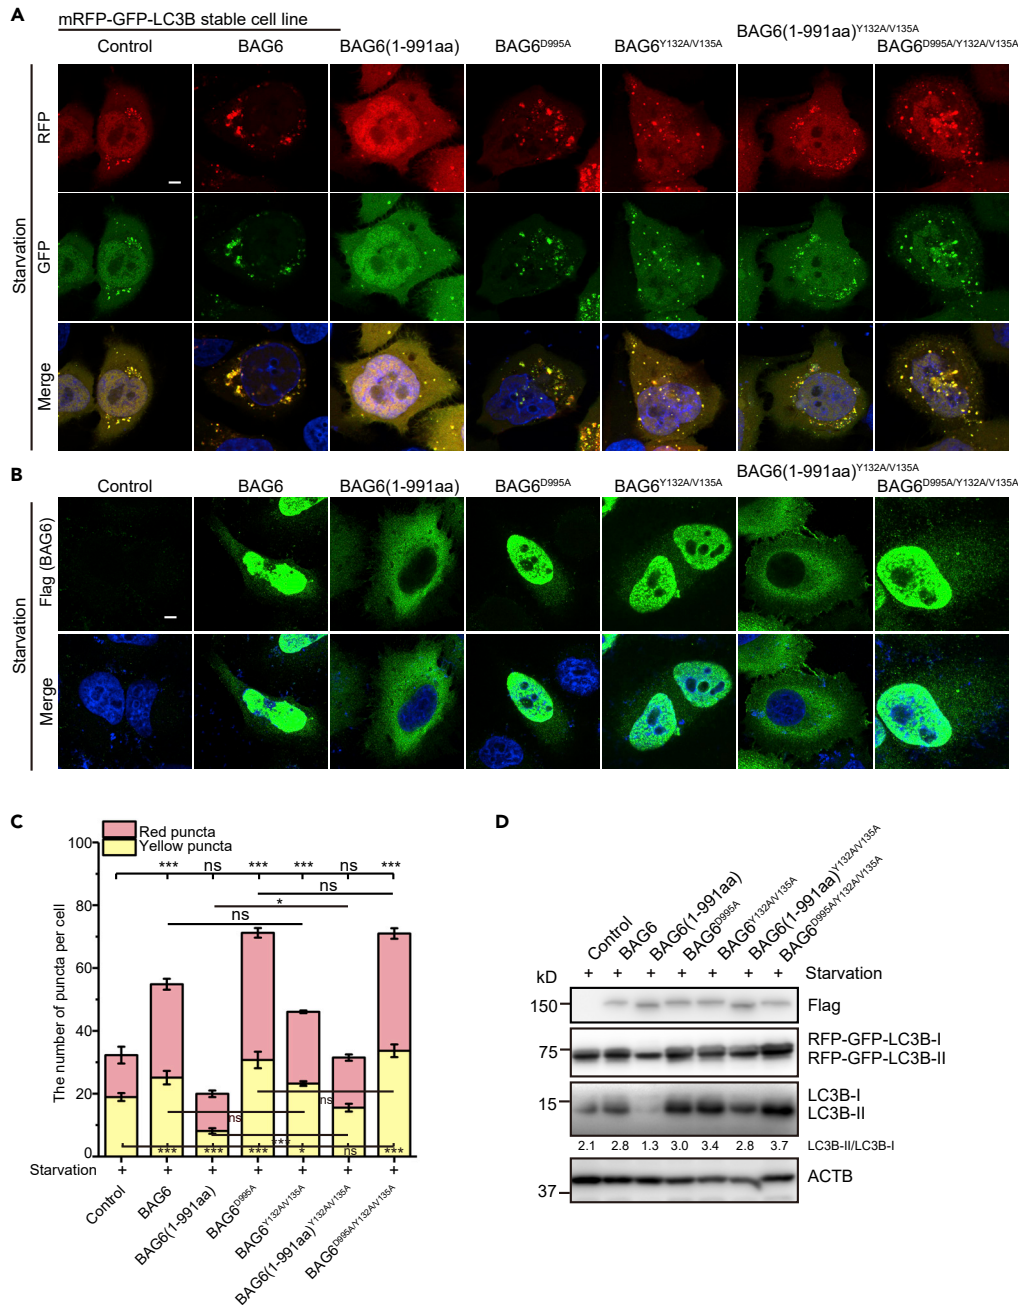 A
mRFP-GFP-LC3B stable cell line
Control BAG6 BAG6(1-991aa) BAG6D995A BAG6Y132A/V135A BAG6(1-991aa)Y132A/V135A BAG6D995A/Y132A/V135A
Starvation
RFP
GFP
Merge
B
Control BAG6 BAG6(1-991aa) BAG6D995A BAG6Y132A/V135A BAG6(1-991aa)Y132A/V135A BAG6D995A/Y132A/V135A
Starvation
Flag (BAG6)
Merge
C
Red puncta
Yellow puncta
The number of puncta per cell
100
80
60
40
20
0
*** ns *** *** ns ***
ns
*
ns
ns
ns
***
*** *** *** * ns ***
Starvation + + + + + + +
Control
BAG6
BAG6(1-991aa)
BAG6D995A
BAG6Y132A/V135A
BAG6(1-991aa)Y132A/V135A
BAG6D995A/Y132A/V135A
D
Control
BAG6
BAG6(1-991aa)
BAG6D995A
BAG6Y132A/V135A
BAG6(1-991aa)Y132A/V135A
BAG6D995A/Y132A/V135A
kD + + + + + + + Starvation
150 Flag
RFP-GFP-LC3B-I
75 RFP-GFP-LC3B-II
15 LC3B-I
LC3B-II
2.1 2.8 1.3 3.0 3.4 2.8 3.7 LC3B-II/LC3B-I
ACTB
37